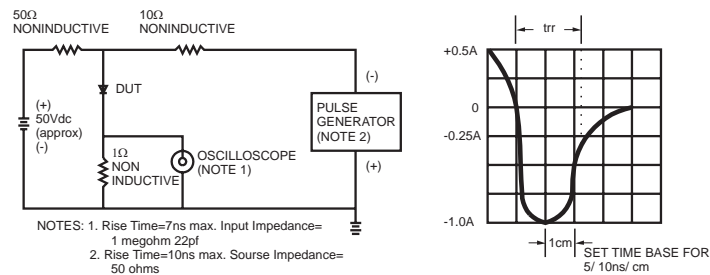 50Ω
NONINDUCTIVE
10Ω
NONINDUCTIVE
(+)
50Vdc
(approx)
(-)
DUT
1Ω
NON
INDUCTIVE
OSCILLOSCOPE
(NOTE 1)
(-)
PULSE
GENERATOR
(NOTE 2)
(+)
NOTES: 1. Rise Time=7ns max. Input Impedance=
1 megohm 22pf
2. Rise Time=10ns max. Sourse Impedance=
50 ohms
trr
+0.5A
0
-0.25A
-1.0A
1cm
SET TIME BASE FOR
5/ 10ns/ cm